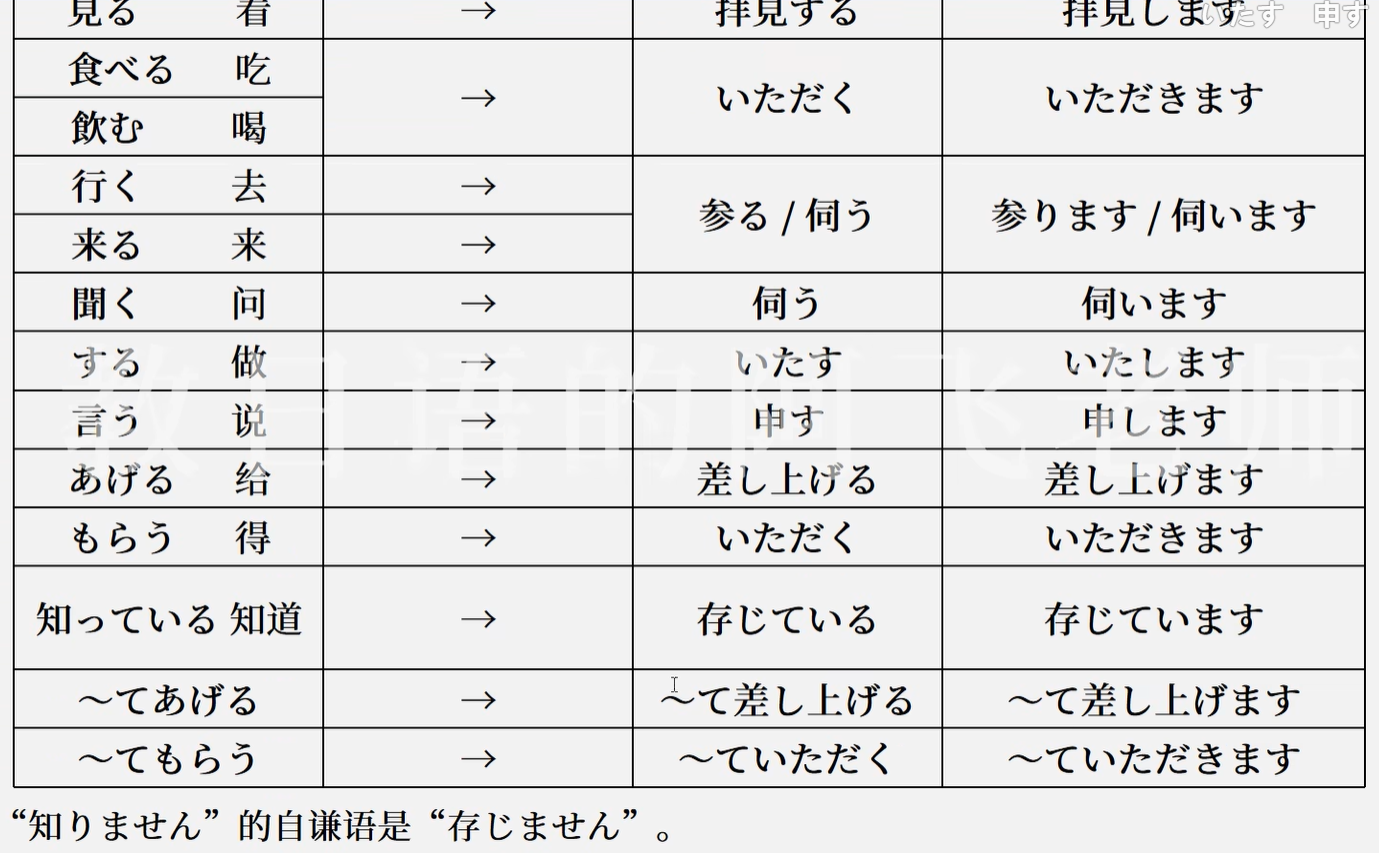 見る 看 → 拝見する 拝見します
いたす 申す
食べる 吃 → いただく いただきます
飲む 喝
行く 去 → 参る / 伺う 参ります / 伺います
来る 来 →
聞く 问 → 伺う 伺います
する 做 → いたす いたします
言う 说 → 申す 申します
あげる 给 → 差し上げる 差し上げます
もらう 得 → いただく いただきます
知っている 知道 → 存じている 存じています
～てあげる → ～て差し上げる ～て差し上げます
～てもらう → ～ていただく ～ていただきます
“知りません”的自谦语是“存じません”。
教日语的阿飞老师